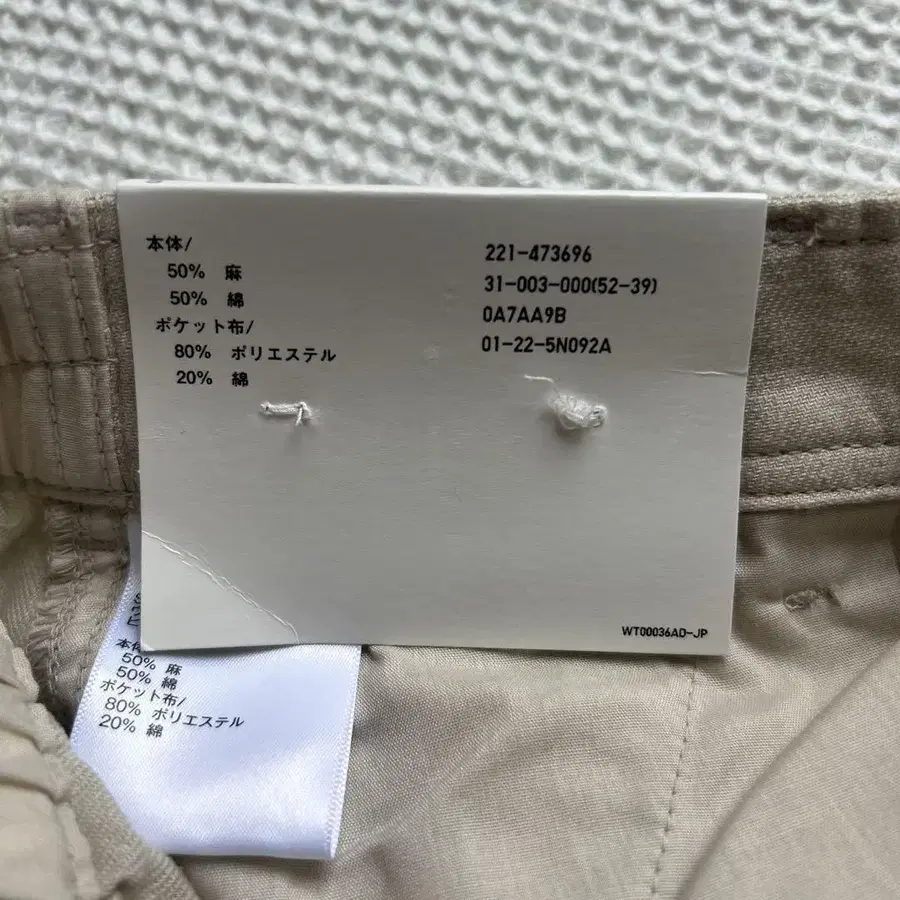 本体/
50% 麻
50% 綿
ポケット布/
80% ポリエステル
20% 綿
221-473696
31-003-000(52-39)
0A7AA9B
01-22-5N092A
WT00036AD-JP
本体
50% 麻
50% 綿
ポケット布/
80% ポリエステル
20% 綿